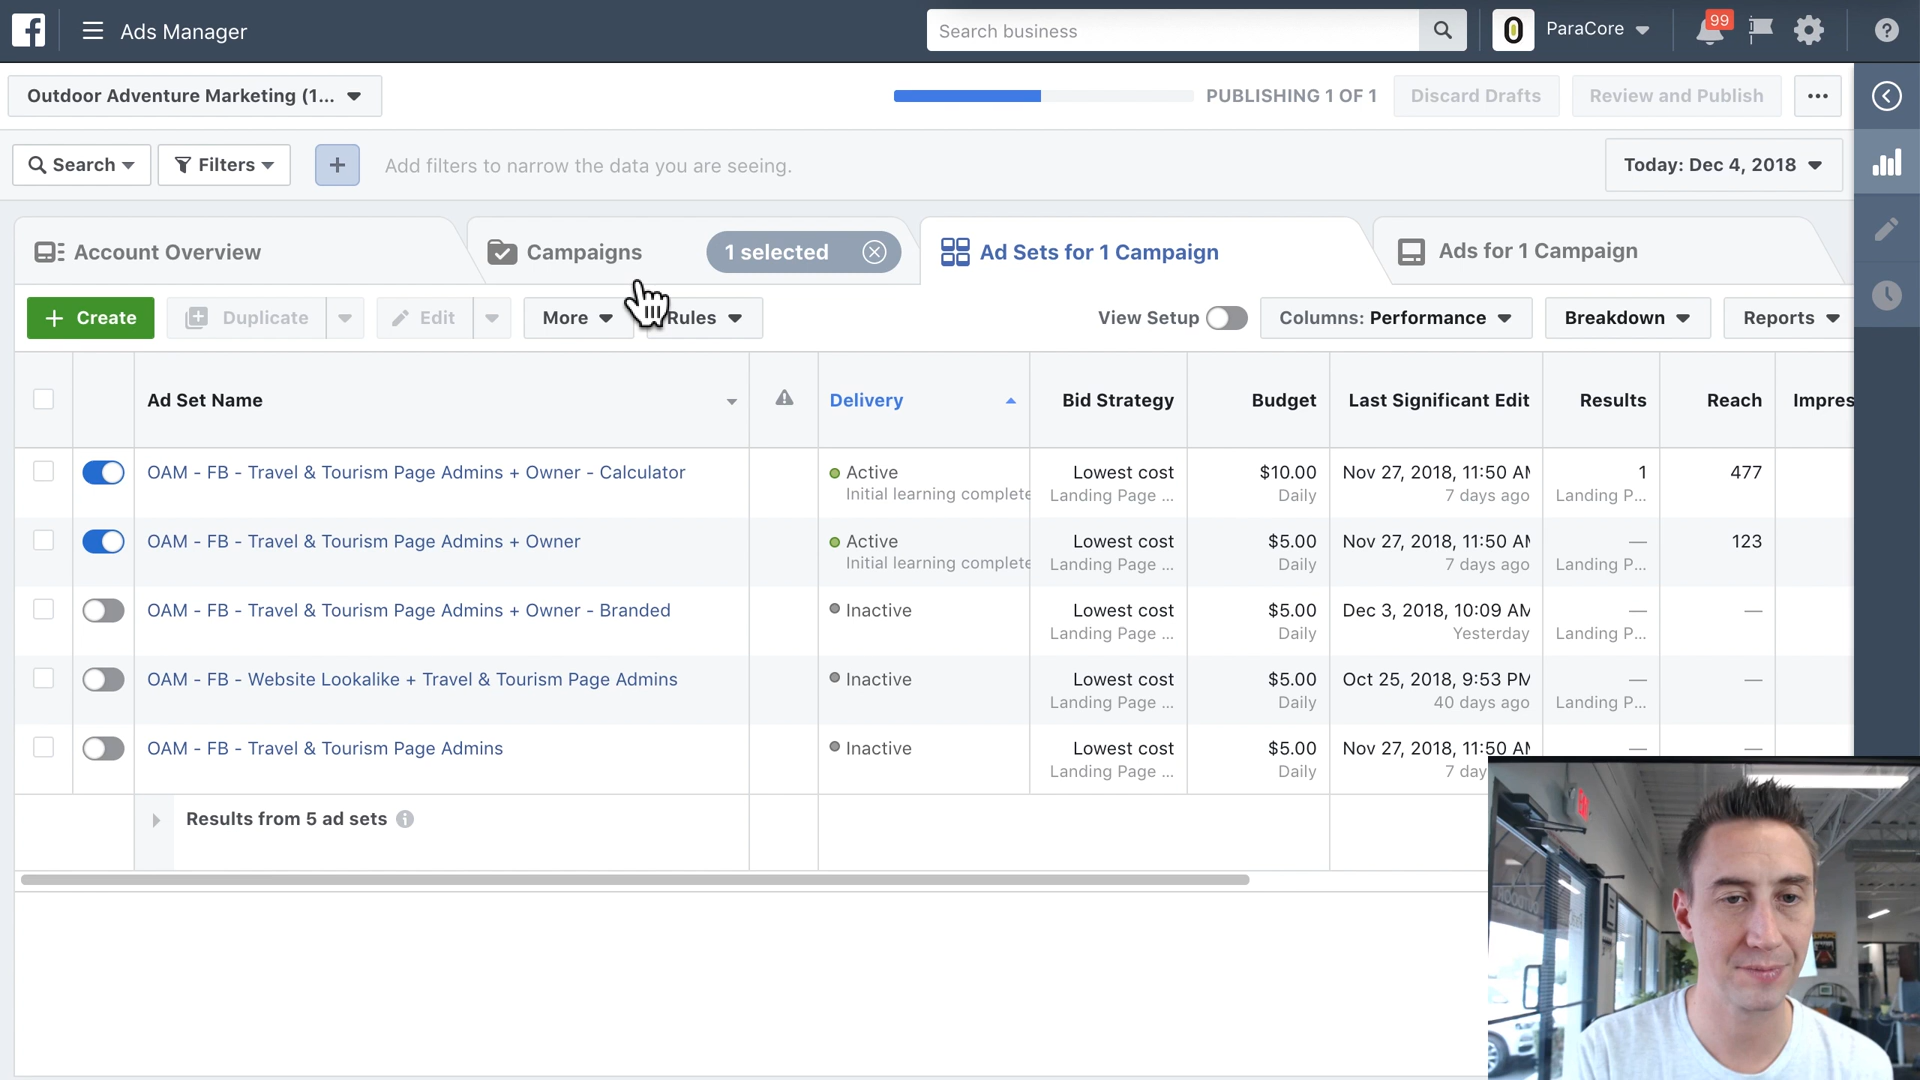 Ads Manager
Search business
ParaCore
99
Outdoor Adventure Marketing (1...
PUBLISHING 1 OF 1
Discard Drafts
Review and Publish
Search
Filters
Add filters to narrow the data you are seeing.
Today: Dec 4, 2018
Account Overview
Campaigns
1 selected
Ad Sets for 1 Campaign
Ads for 1 Campaign
+ Create
Duplicate
Edit
More
Rules
View Setup
Columns: Performance
Breakdown
Reports
Ad Set Name
Delivery
Bid Strategy
Budget
Last Significant Edit
Results
Reach
Impres
OAM - FB - Travel & Tourism Page Admins + Owner - Calculator
Active
Initial learning complete
Lowest cost
Landing Page ...
$10.00
Daily
Nov 27, 2018, 11:50 AM
7 days ago
1
Landing P...
477
OAM - FB - Travel & Tourism Page Admins + Owner
Active
Initial learning complete
Lowest cost
Landing Page ...
$5.00
Daily
Nov 27, 2018, 11:50 AM
7 days ago
—
Landing P...
123
OAM - FB - Travel & Tourism Page Admins + Owner - Branded
Inactive
Lowest cost
Landing Page ...
$5.00
Daily
Dec 3, 2018, 10:09 AM
Yesterday
—
Landing P...
—
OAM - FB - Website Lookalike + Travel & Tourism Page Admins
Inactive
Lowest cost
Landing Page ...
$5.00
Daily
Oct 25, 2018, 9:53 PM
40 days ago
—
Landing P...
—
OAM - FB - Travel & Tourism Page Admins
Inactive
Lowest cost
Landing Page ...
$5.00
Daily
Nov 27, 2018, 11:50 AM
7 day
—
—
Results from 5 ad sets